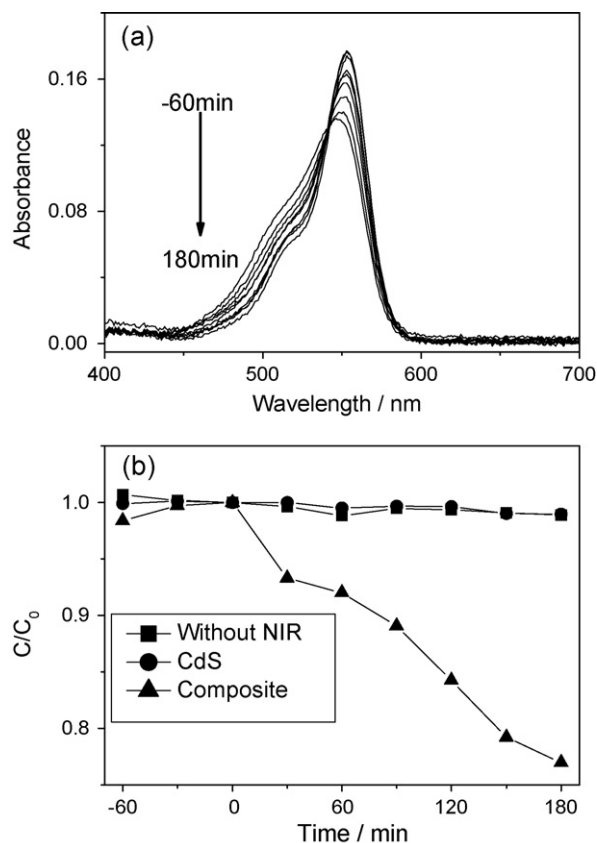 (a)
0.16
0.08
0.00
Absorbance
-60min
180min
400 500 600 700
Wavelength / nm
(b)
1.0
0.9
0.8
C/C0
Without NIR
CdS
Composite
-60 0 60 120 180
Time / min